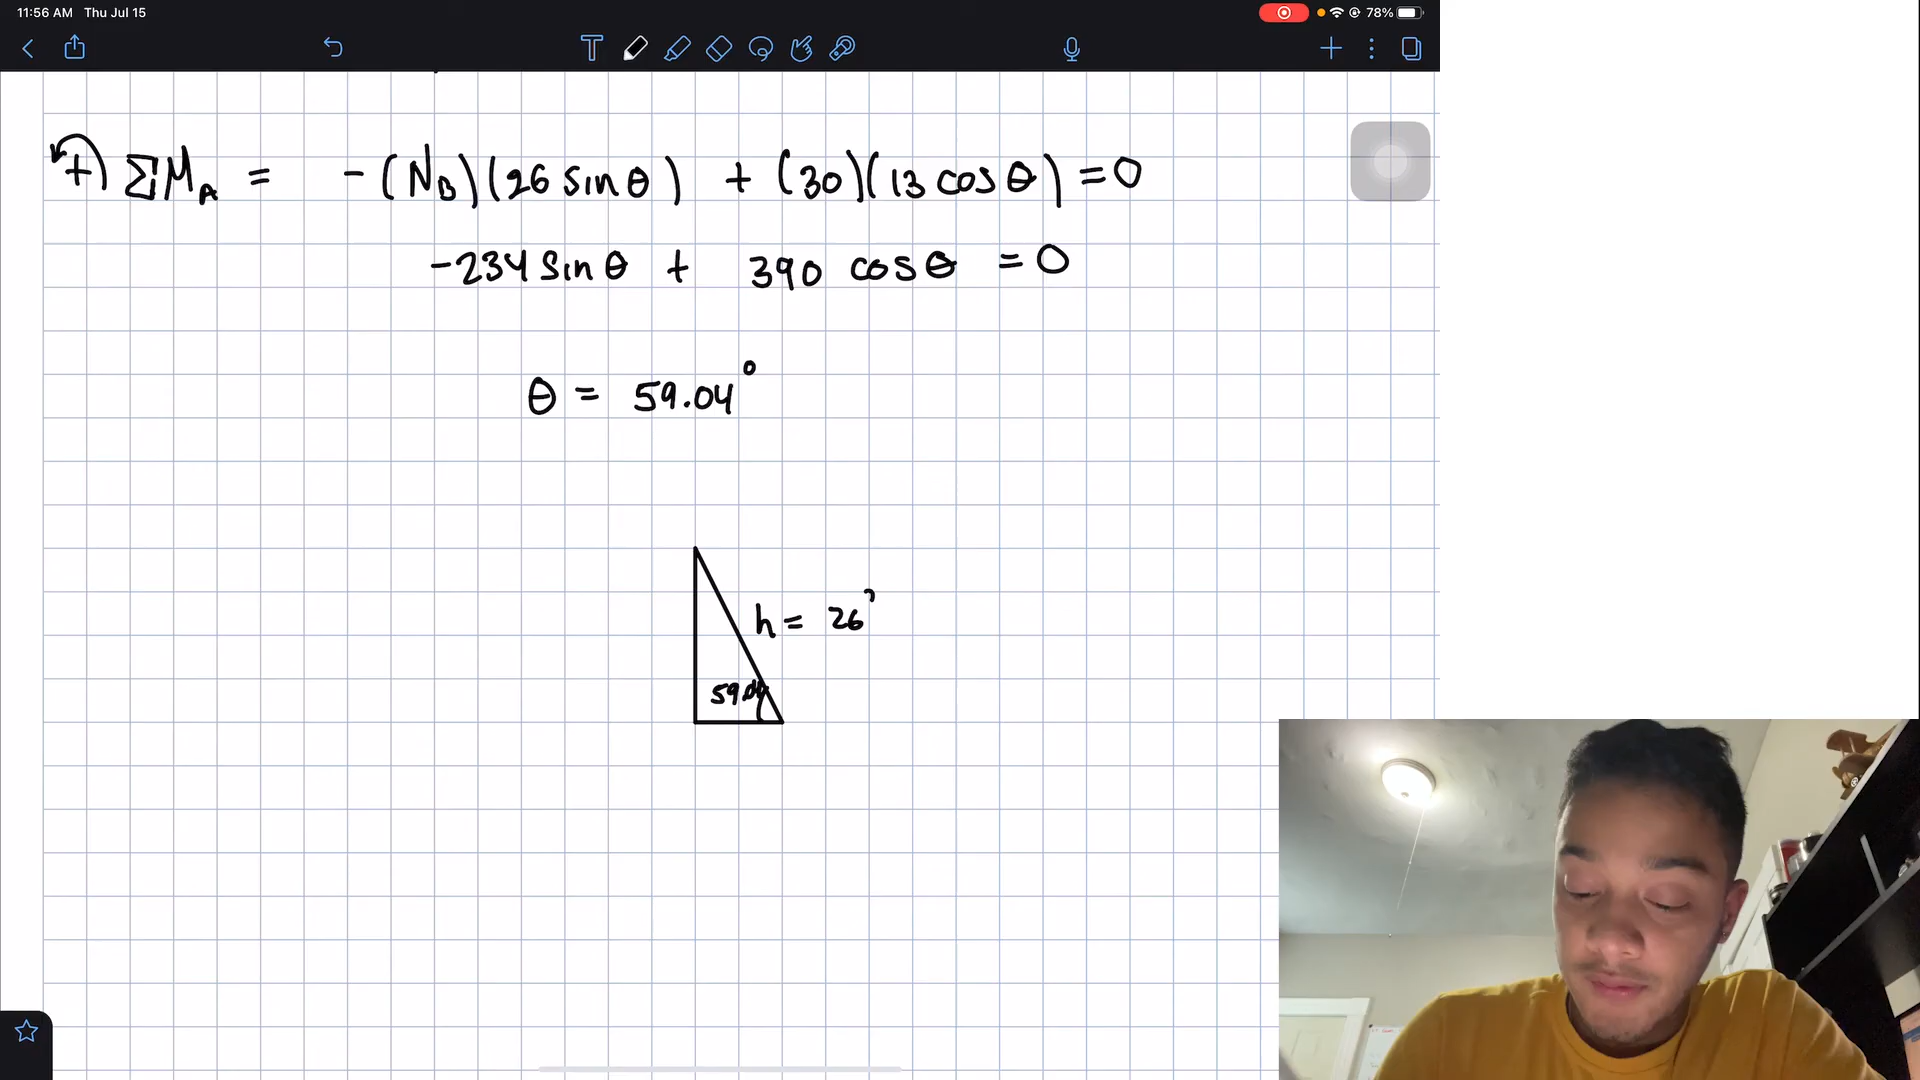 11:56 AM Thu Jul 15
78%
+) ΣM_A = -(N_B)(26 sin θ) + (30)(13 cos θ) = 0
-234 sin θ + 390 cos θ = 0
θ = 59.04°
h = 26'
59.04